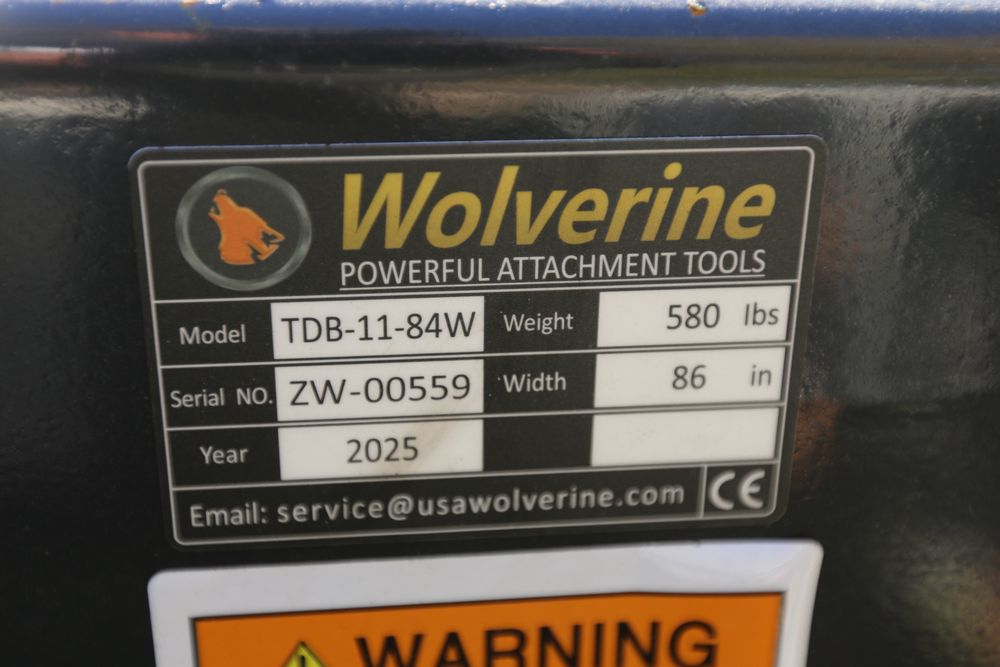 Wolverine
POWERFUL ATTACHMENT TOOLS
Model TDB-11-84W Weight 580 lbs
Serial NO. ZW-00559 Width 86 in
Year 2025
Email: service@usawolverine.com CE
WARNING